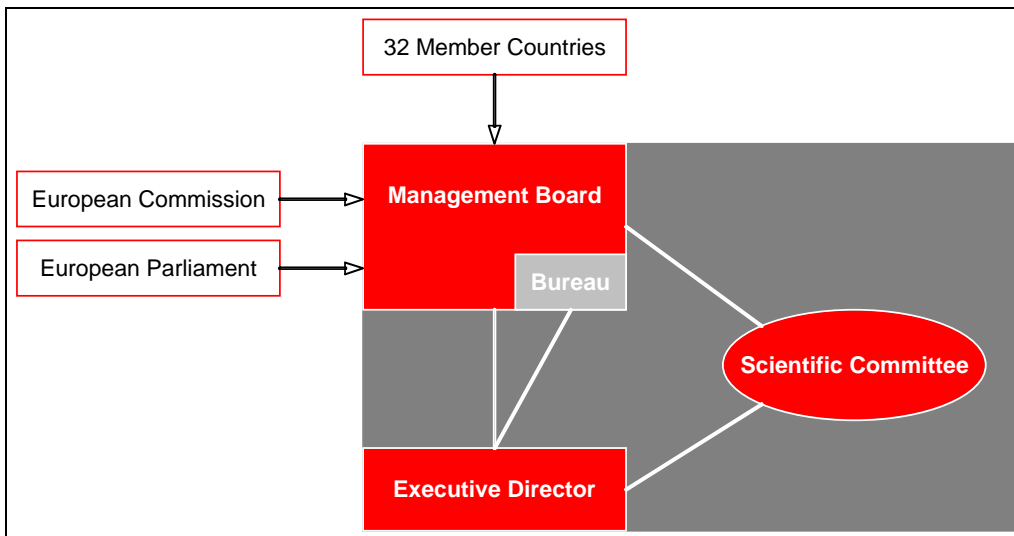 32 Member Countries
European Commission
Management Board
European Parliament
Bureau
Scientific Committee
Executive Director